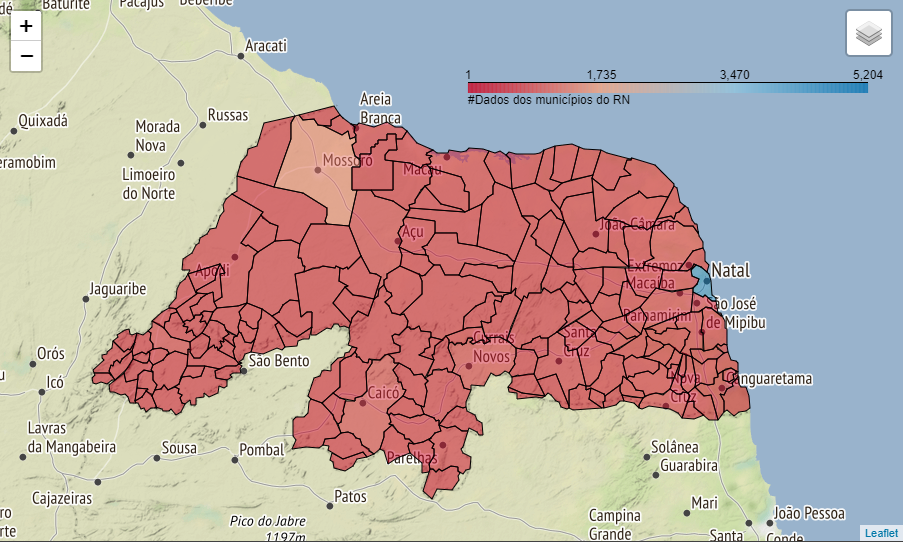 Baturité
Pacajus
Beberibe
dé
+
−
Aracati
1
1,735
3,470
5,204
#Dados dos municípios do RN
Areia
Branca
Russas
Quixadá
Morada
Nova
eramobim
Limoeiro
do Norte
Mossoró
Macau
João Câmara
Açu
Apodi
Extremoz
Natal
Macaíba
Jaguaribe
São José
de Mipibu
Parnamirim
Currais
Novos
Santa
Cruz
Orós
São Bento
Icó
Caicó
Nova
Cruz
Canguaretama
Lavras
da Mangabeira
Sousa
Pombal
Parelhas
Solânea
Guarabira
Cajazeiras
Patos
Mari
Pico do Jabre
1197m
Campina
Grande
João Pessoa
Santa
Conde
ro
rte
u
Leaflet